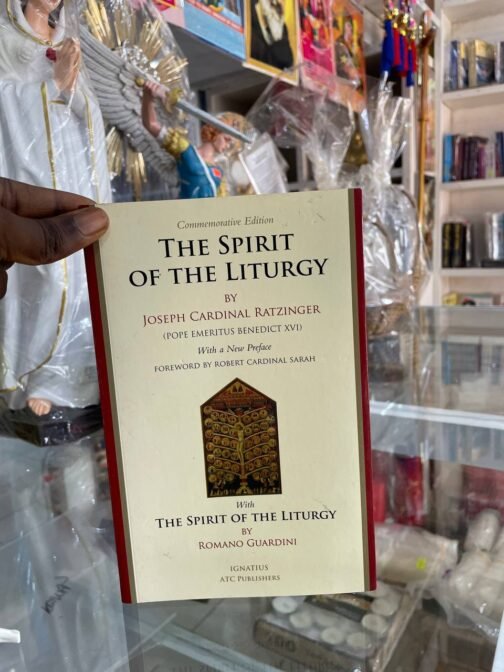 Commemorative Edition
THE SPIRIT
OF THE LITURGY
BY
JOSEPH CARDINAL RATZINGER
(POPE EMERITUS BENEDICT XVI)
With a New Preface
FOREWORD BY ROBERT CARDINAL SARAH
With
THE SPIRIT OF THE LITURGY
BY
ROMANO GUARDINI
IGNATIUS
ATC PUBLISHERS